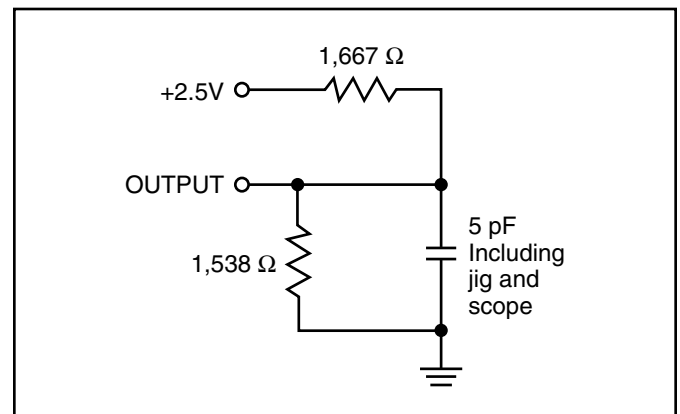 1,667 Ω
+2.5V
OUTPUT
1,538 Ω
5 pF
Including
jig and
scope